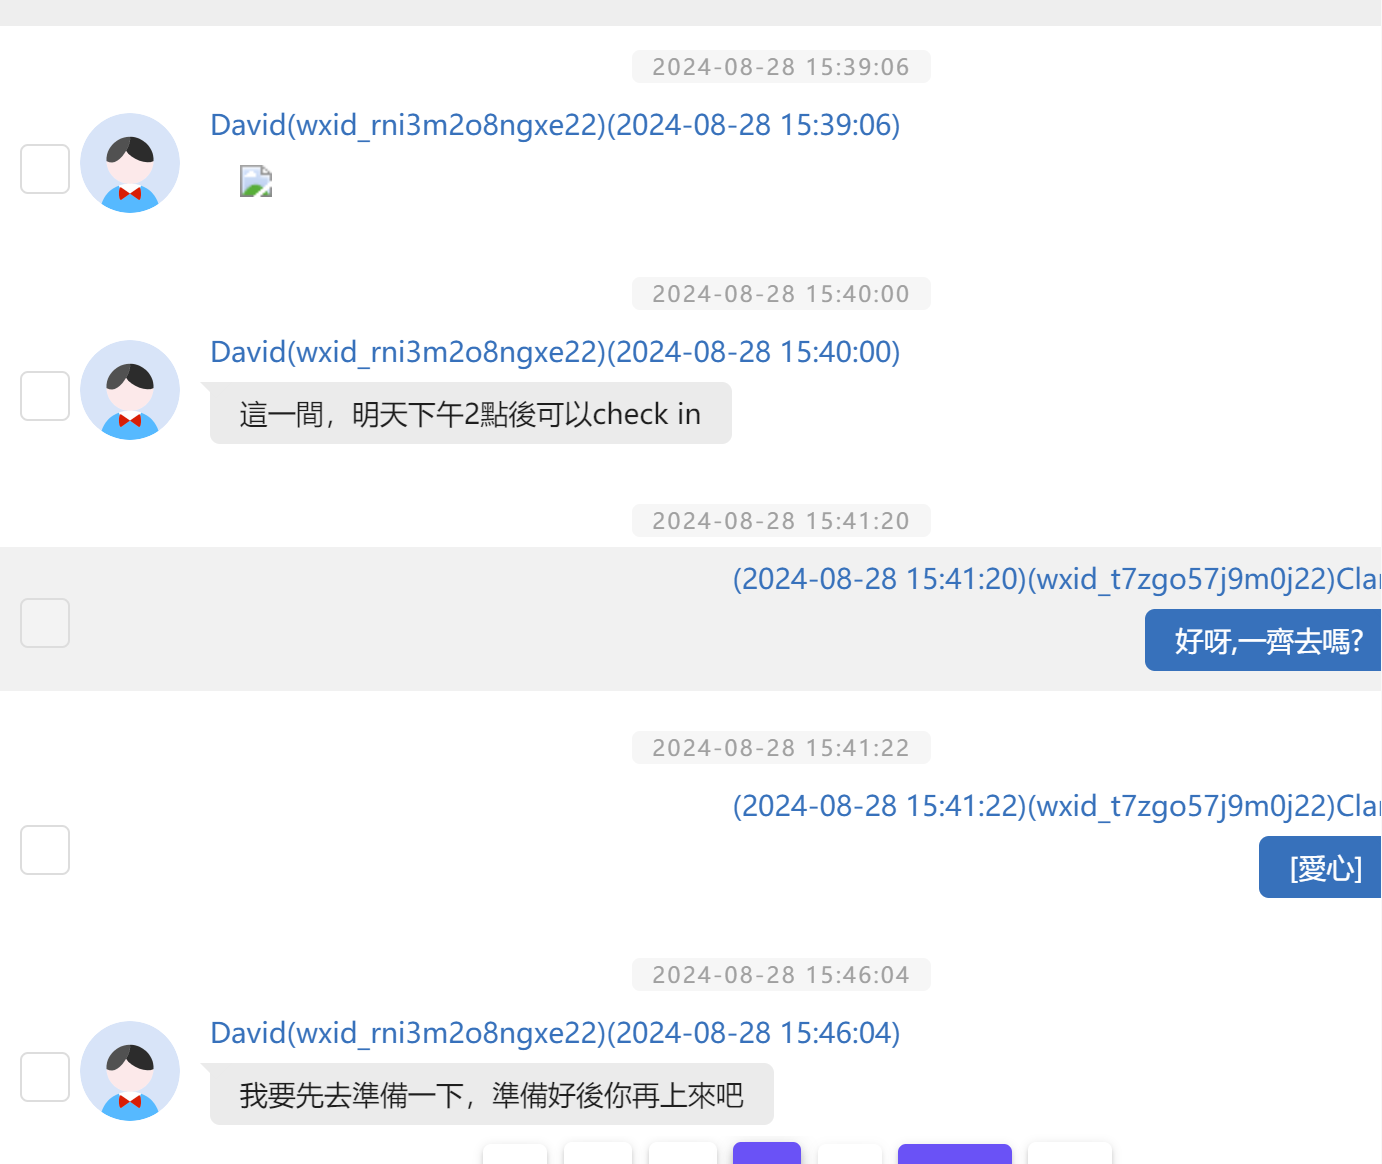 2024-08-28 15:39:06
David(wxid_rni3m2o8ngxe22)(2024-08-28 15:39:06)
2024-08-28 15:40:00
David(wxid_rni3m2o8ngxe22)(2024-08-28 15:40:00)
這一間，明天下午2點後可以check in
2024-08-28 15:41:20
(2024-08-28 15:41:20)(wxid_t7zgo57j9m0j22)Clar
好呀,一齊去嗎?
2024-08-28 15:41:22
(2024-08-28 15:41:22)(wxid_t7zgo57j9m0j22)Clar
[愛心]
2024-08-28 15:46:04
David(wxid_rni3m2o8ngxe22)(2024-08-28 15:46:04)
我要先去準備一下，準備好後你再上來吧